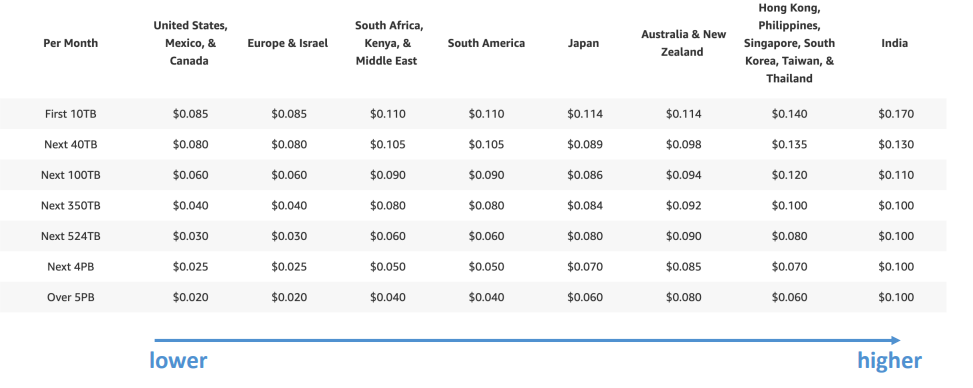 Per Month United States, Mexico, & Canada Europe & Israel South Africa, Kenya, & Middle East South America Japan Australia & New Zealand Hong Kong, Philippines, Singapore, South Korea, Taiwan, & Thailand India
First 10TB $0.085 $0.085 $0.110 $0.110 $0.114 $0.114 $0.140 $0.170
Next 40TB $0.080 $0.080 $0.105 $0.105 $0.089 $0.098 $0.135 $0.130
Next 100TB $0.060 $0.060 $0.090 $0.090 $0.086 $0.094 $0.120 $0.110
Next 350TB $0.040 $0.040 $0.080 $0.080 $0.084 $0.092 $0.100 $0.100
Next 524TB $0.030 $0.030 $0.060 $0.060 $0.080 $0.090 $0.080 $0.100
Next 4PB $0.025 $0.025 $0.050 $0.050 $0.070 $0.085 $0.070 $0.100
Over 5PB $0.020 $0.020 $0.040 $0.040 $0.060 $0.080 $0.060 $0.100
lower higher